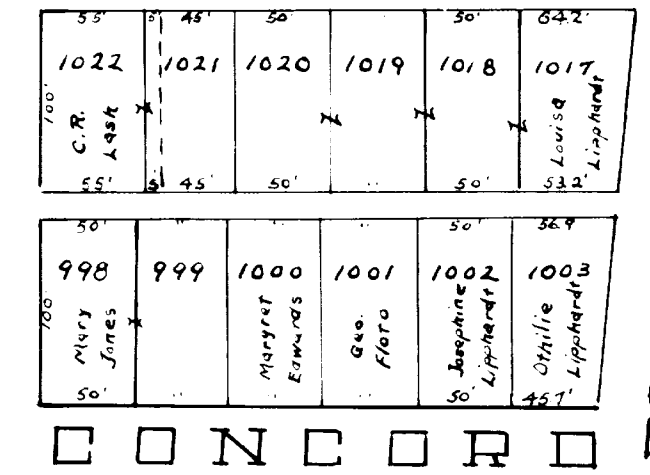 55' 5' 45' 50' 50' 64.2'
1022 1021 1020 1019 1018 1017
100'
C.R. Lash
Louisa Lipphardt
55' 5' 45' 50' " 50' 53.2'
50' " " " 50' 56.9
998 999 1000 1001 1002 1003
100'
Mary Jones
Margret Edwards
Geo. Floto
Josephine Lipphardt
Othilie Lipphardt
50' " " " 50' 45.7'
CONCORD